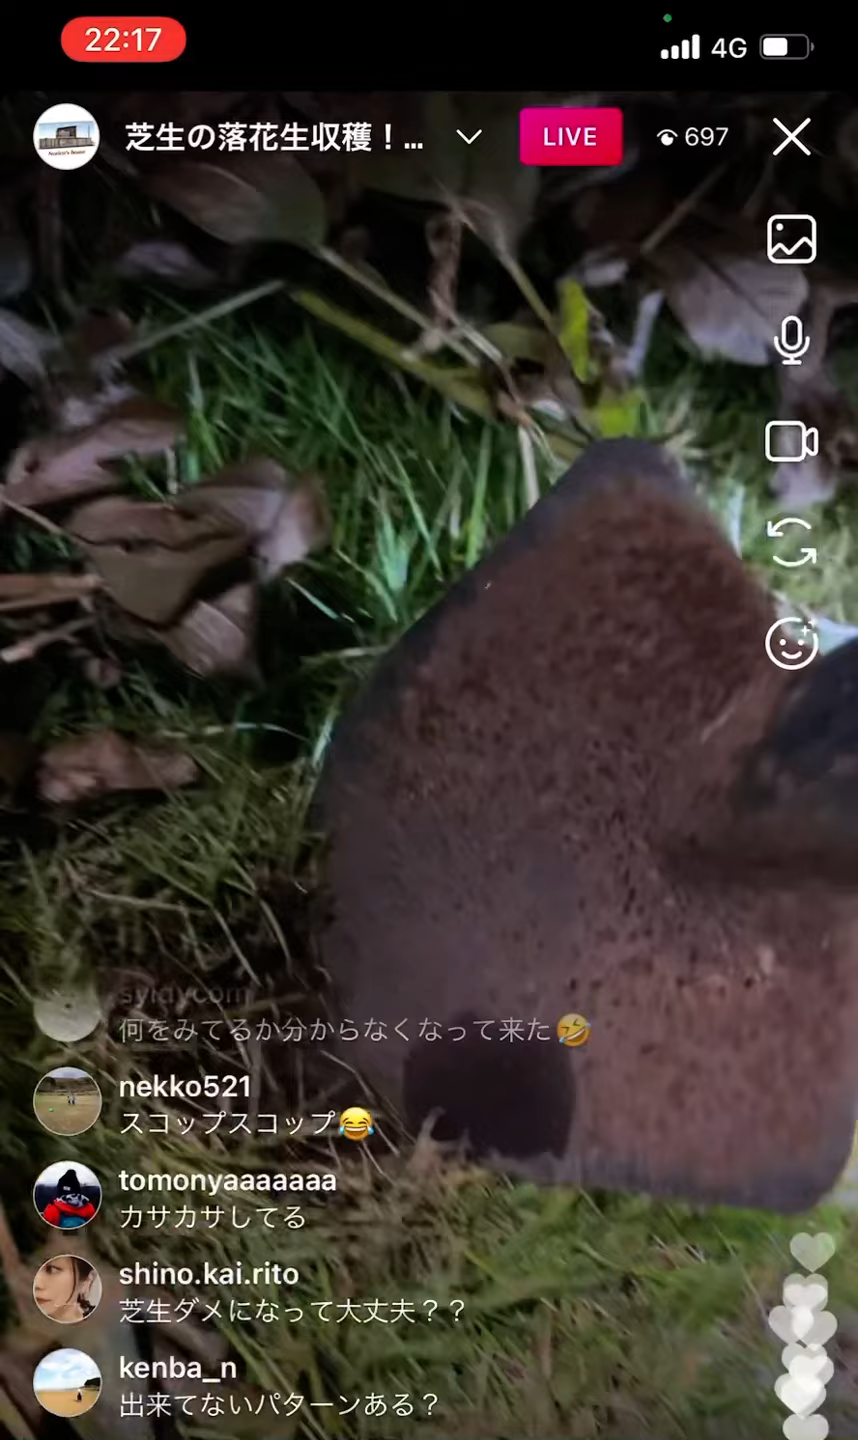 22:17
4G
芝生の落花生収穫！...
LIVE
697
syldycom
何をみてるか分からなくなって来た🤣
nekko521
スコップスコップ😂
tomonyaaaaaaa
カサカサしてる
shino.kai.rito
芝生ダメになって大丈夫？？
kenba_n
出来てないパターンある？